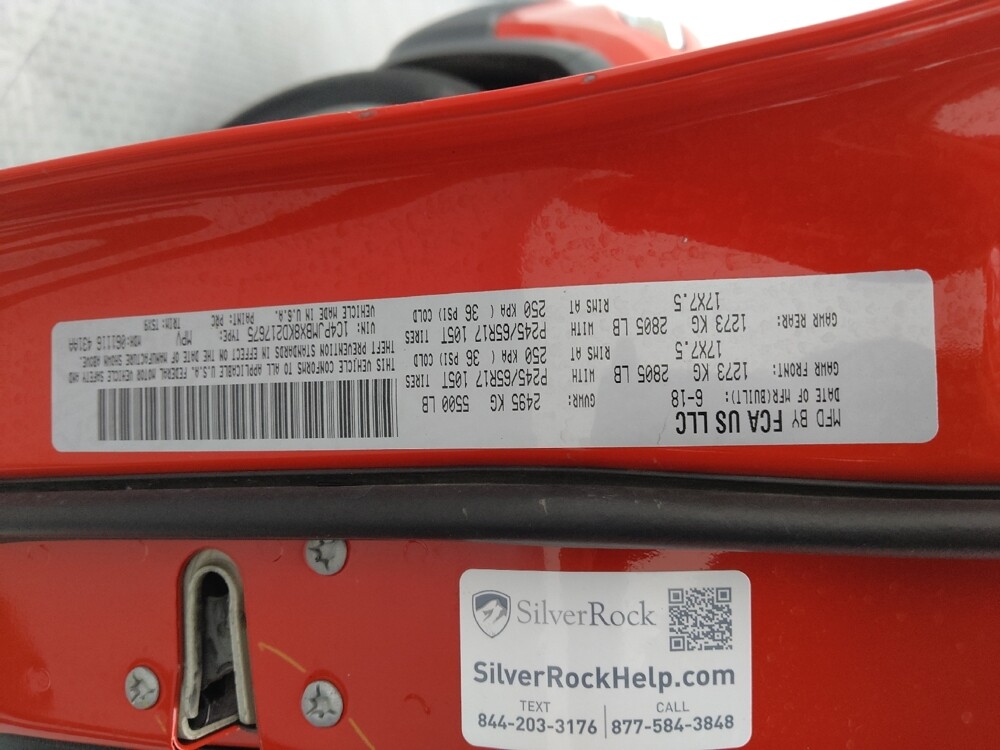 MFD BY FCA US LLC
DATE OF MFR(BUILT): 6-18 GVWR: 2495 KG 5500 LB
GAWR FRONT: 1273 KG 2805 LB WITH P245/65R17 105T TIRES
17X7.5 RIMS AT 250 KPA ( 36 PSI) COLD
GAWR REAR: 1273 KG 2805 LB WITH P245/65R17 105T TIRES
17X7.5 RIMS AT 250 KPA ( 36 PSI) COLD
THIS VEHICLE CONFORMS TO ALL APPLICABLE U.S.A. FEDERAL MOTOR VEHICLE SAFETY AND
THEFT PREVENTION STANDARDS IN EFFECT ON THE DATE OF MANUFACTURE SHOWN ABOVE.
VIN: 1C4PJMBX8KD217675 TYPE: MPV MDH:061116 431AA
VEHICLE MADE IN U.S.A. PAINT: PRC TRIM: T5X9
SilverRock
SilverRockHelp.com
TEXT CALL
844-203-3176 877-584-3848